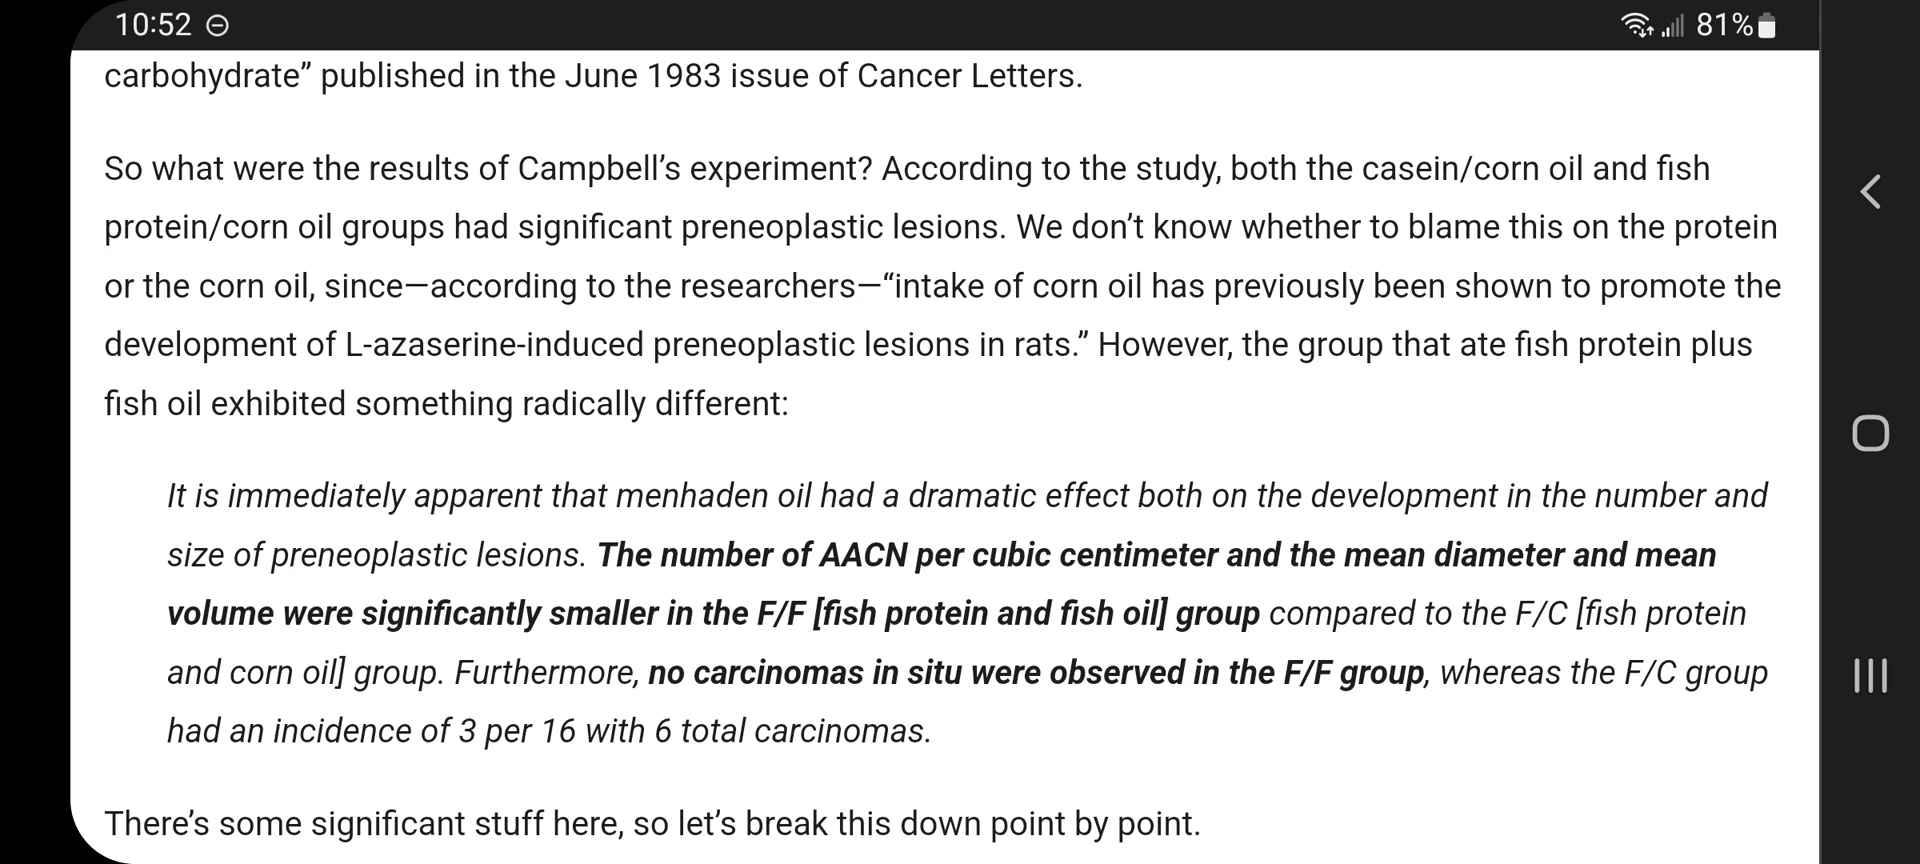 10:52 81%
carbohydrate” published in the June 1983 issue of Cancer Letters.
So what were the results of Campbell’s experiment? According to the study, both the casein/corn oil and fish
protein/corn oil groups had significant preneoplastic lesions. We don’t know whether to blame this on the protein
or the corn oil, since—according to the researchers—“intake of corn oil has previously been shown to promote the
development of L-azaserine-induced preneoplastic lesions in rats.” However, the group that ate fish protein plus
fish oil exhibited something radically different:
It is immediately apparent that menhaden oil had a dramatic effect both on the development in the number and
size of preneoplastic lesions. The number of AACN per cubic centimeter and the mean diameter and mean
volume were significantly smaller in the F/F [fish protein and fish oil] group compared to the F/C [fish protein
and corn oil] group. Furthermore, no carcinomas in situ were observed in the F/F group, whereas the F/C group
had an incidence of 3 per 16 with 6 total carcinomas.
There’s some significant stuff here, so let’s break this down point by point.